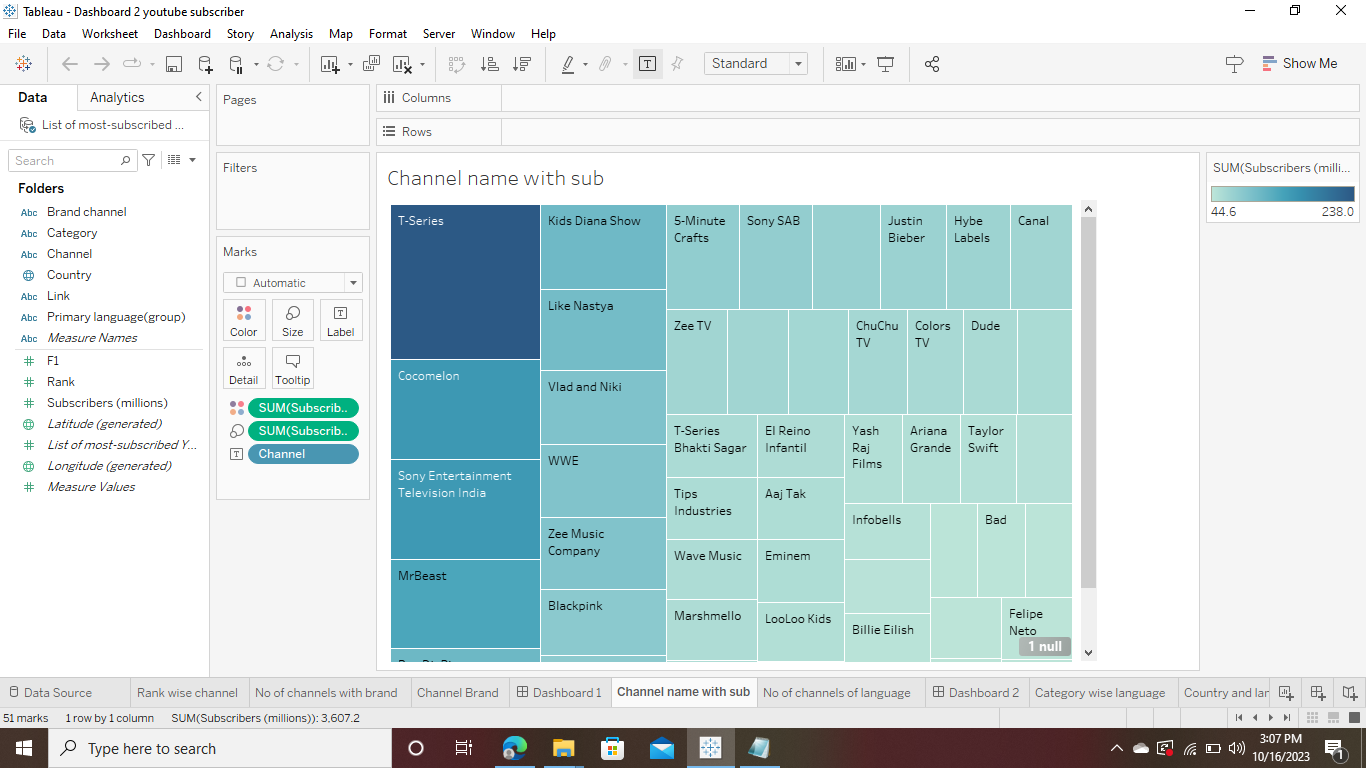 Tableau - Dashboard 2 youtube subscriber
File Data Worksheet Dashboard Story Analysis Map Format Server Window Help
Standard
Show Me
Data
Analytics
List of most-subscribed ...
Search
Folders
Abc Brand channel
Abc Category
Abc Channel
Country
Abc Link
Abc Primary language(group)
Abc Measure Names
F1
Rank
Subscribers (millions)
Latitude (generated)
List of most-subscribed Y...
Longitude (generated)
Measure Values
Pages
Filters
Marks
Automatic
Color Size Label
Detail Tooltip
SUM(Subscrib..
SUM(Subscrib..
Channel
Columns
Rows
Channel name with sub
T-Series
Cocomelon
Sony Entertainment
Television India
MrBeast
Kids Diana Show
Like Nastya
Vlad and Niki
WWE
Zee Music
Company
Blackpink
5-Minute
Crafts
Sony SAB
Justin
Bieber
Hybe
Labels
Canal
Zee TV
ChuChu
TV
Colors
TV
Dude
T-Series
Bhakti Sagar
El Reino
Infantil
Yash
Raj
Films
Ariana
Grande
Taylor
Swift
Tips
Industries
Aaj Tak
Wave Music
Eminem
Marshmello
LooLoo Kids
Infobells
Bad
Billie Eilish
Felipe
Neto
1 null
SUM(Subscribers (milli...
44.6 238.0
Data Source
Rank wise channel
No of channels with brand
Channel Brand
Dashboard 1
Channel name with sub
No of channels of language
Dashboard 2
Category wise language
Country and lar
51 marks 1 row by 1 column SUM(Subscribers (millions)): 3,607.2
Type here to search
3:07 PM
10/16/2023
1